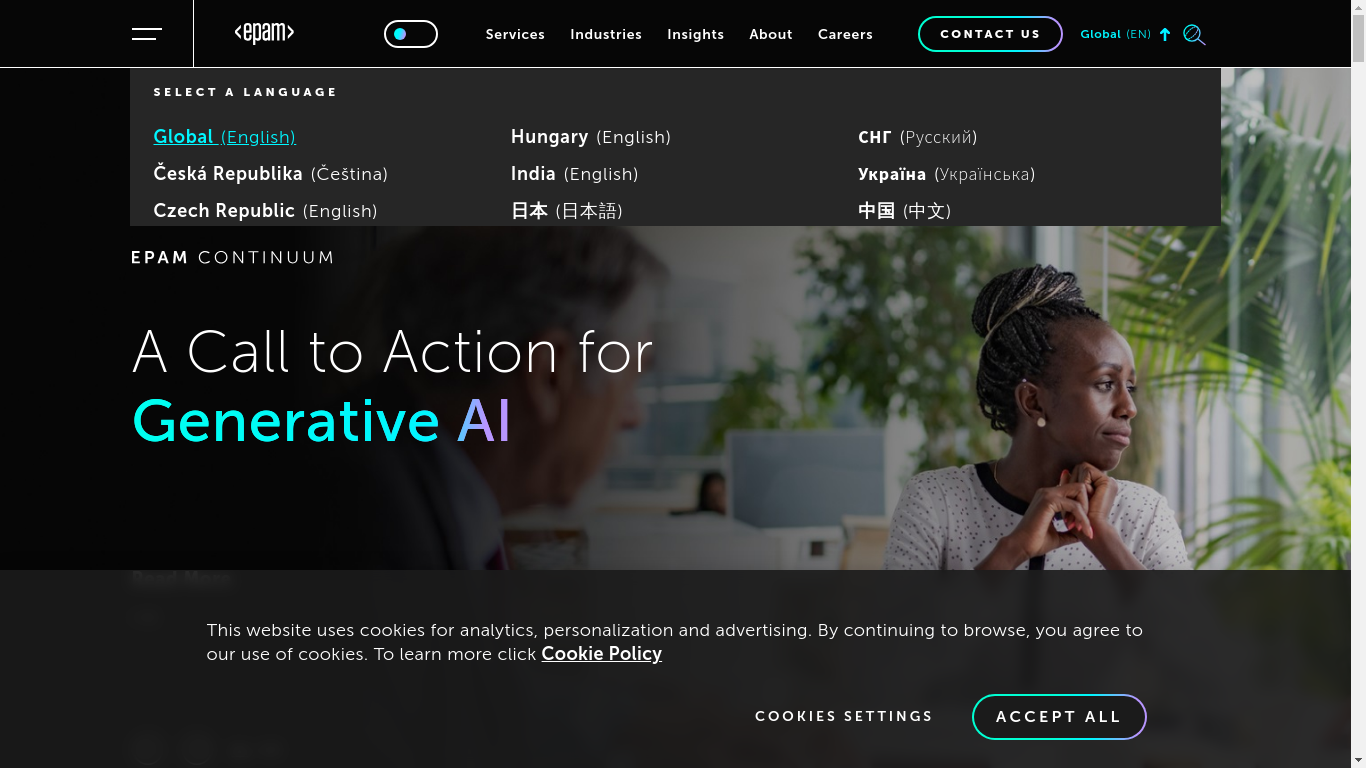 <epam>
Services Industries Insights About Careers CONTACT US Global (EN)
SELECT A LANGUAGE
Global (English) Hungary (English) СНГ (Русский)
Česká Republika (Čeština) India (English) Україна (Українська)
Czech Republic (English) 日本 (日本語) 中国 (中文)
EPAM CONTINUUM
A Call to Action for
Generative AI
Read More
This website uses cookies for analytics, personalization and advertising. By continuing to browse, you agree to
our use of cookies. To learn more click Cookie Policy
COOKIES SETTINGS ACCEPT ALL